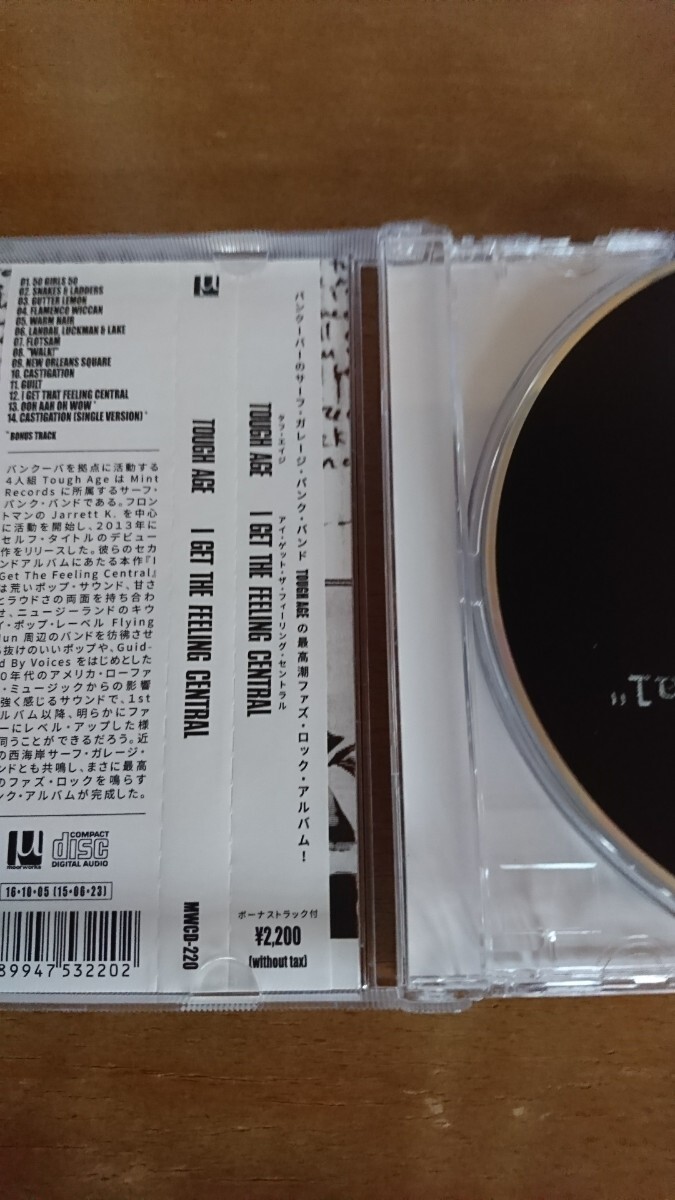 01. 50 GIRLS 50
02. SNAKES & LADDERS
03. GUTTER LEMON
04. FLAMENCO WICCAN
05. WARM HAIR
06. LANDAU, LUCKMAN & LAKE
07. FLOTSAM
08. "WALK!"
09. NEW ORLEANS SQUARE
10. CASTIGATION
11. GUILT
12. I GET THAT FEELING CENTRAL
13. OOH AAH OH WOW *
14. CASTIGATION (SINGLE VERSION) *
* BONUS TRACK
バンクーバを拠点に活動する
4人組 Tough Age は Mint
Records に所属するサーフ・
パンク・バンドである。フロン
トマンの Jarrett K. を中心
に活動を開始し、2013年に
セルフ・タイトルのデビュー
作をリリースした。彼らのセカ
ンドアルバムにあたる本作『I
Get The Feeling Central』
は荒いポップ・サウンド、甘さ
とラウドさの両面を持ち合わ
せ、ニュージーランドのキウ
イ・ポップ・レーベル Flying
Nun 周辺のバンドを彷彿させ
る抜けのいいポップや、Guid-
ed By Voices をはじめとした
0年代のアメリカ・ローファ
・ミュージックからの影響
強く感じるサウンドで、1st
ルバム以降、明らかにファ
ーにレベル・アップした様
伺うことができるだろう。近
の西海岸サーフ・ガレージ・
ンドとも共鳴し、まさに最高
のファズ・ロックを鳴らす
ンク・アルバムが完成した。
μ
moorworks
COMPACT
disc
DIGITAL AUDIO
16・10・05 (15・06・23)
89947 532202
μ
TOUGH AGE I GET THE FEELING CENTRAL
MWCD-220
タフ・エイジ アイ・ゲット・ザ・フィーリング・セントラル
TOUGH AGE I GET THE FEELING CENTRAL
バンクーバーのサーフ・ガレージ・パンク・バンド TOUGH AGE の最高潮ファズ・ロック・アルバム！
ボーナストラック付
¥2,200
(without tax)